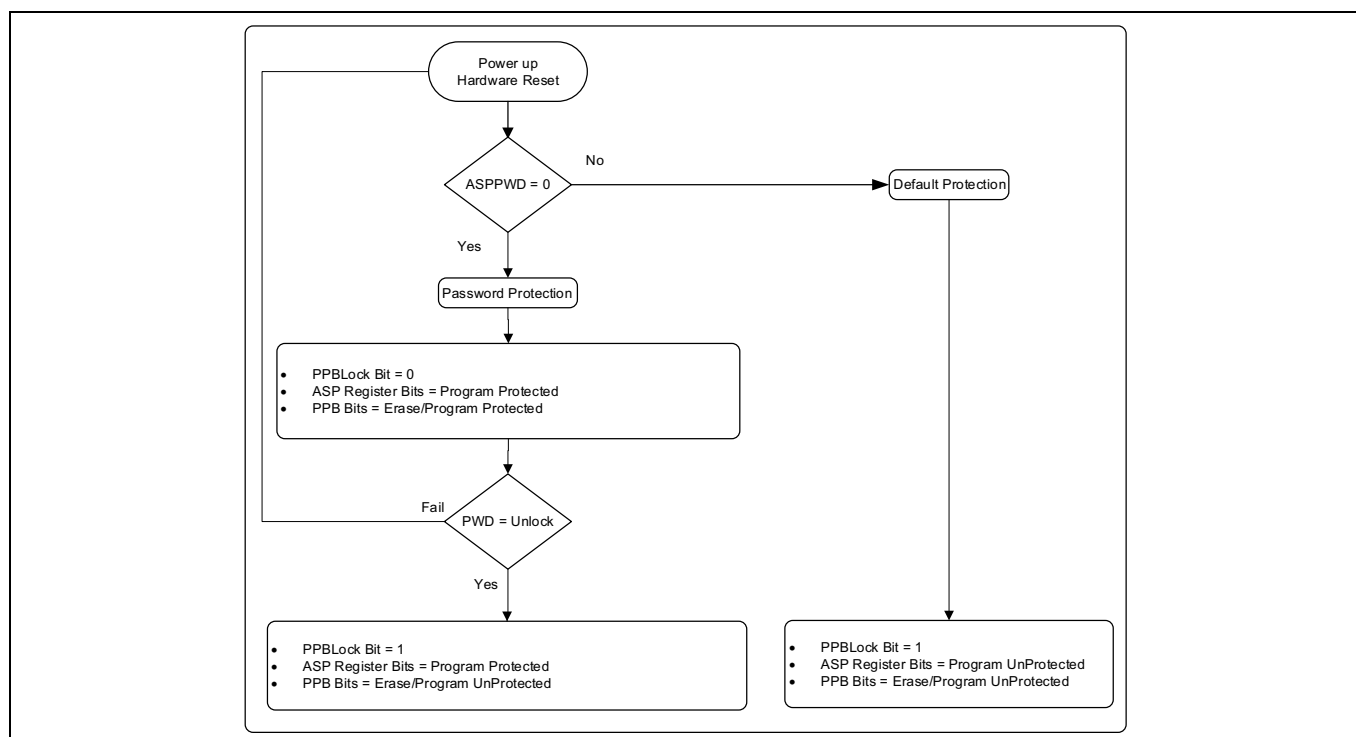 Power up
Hardware Reset
ASPPWD = 0
No
Default Protection
Yes
Password Protection
• PPBLock Bit = 0
• ASP Register Bits = Program Protected
• PPB Bits = Erase/Program Protected
Fail
PWD = Unlock
Yes
• PPBLock Bit = 1
• ASP Register Bits = Program Protected
• PPB Bits = Erase/Program UnProtected
• PPBLock Bit = 1
• ASP Register Bits = Program UnProtected
• PPB Bits = Erase/Program UnProtected